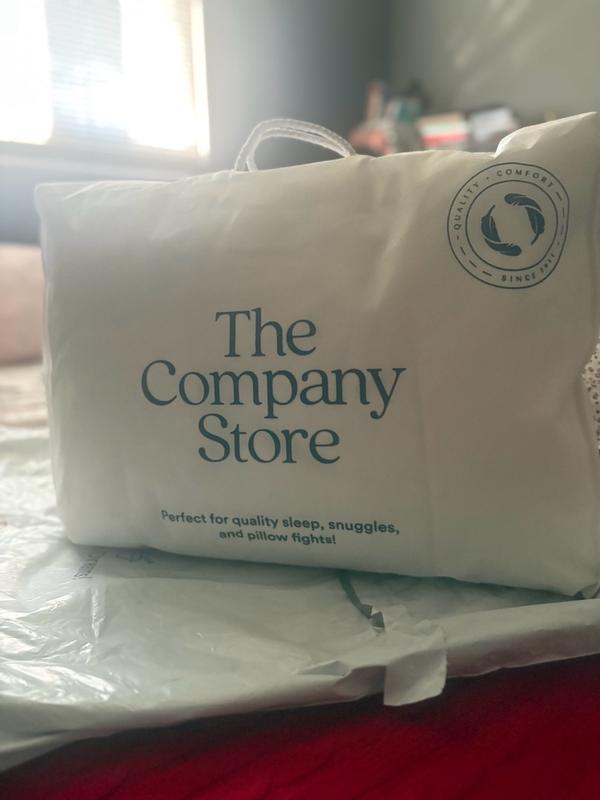 QUALITY • COMFORT
SINCE 1911
The
Company
Store
Perfect for quality sleep, snuggles,
and pillow fights!